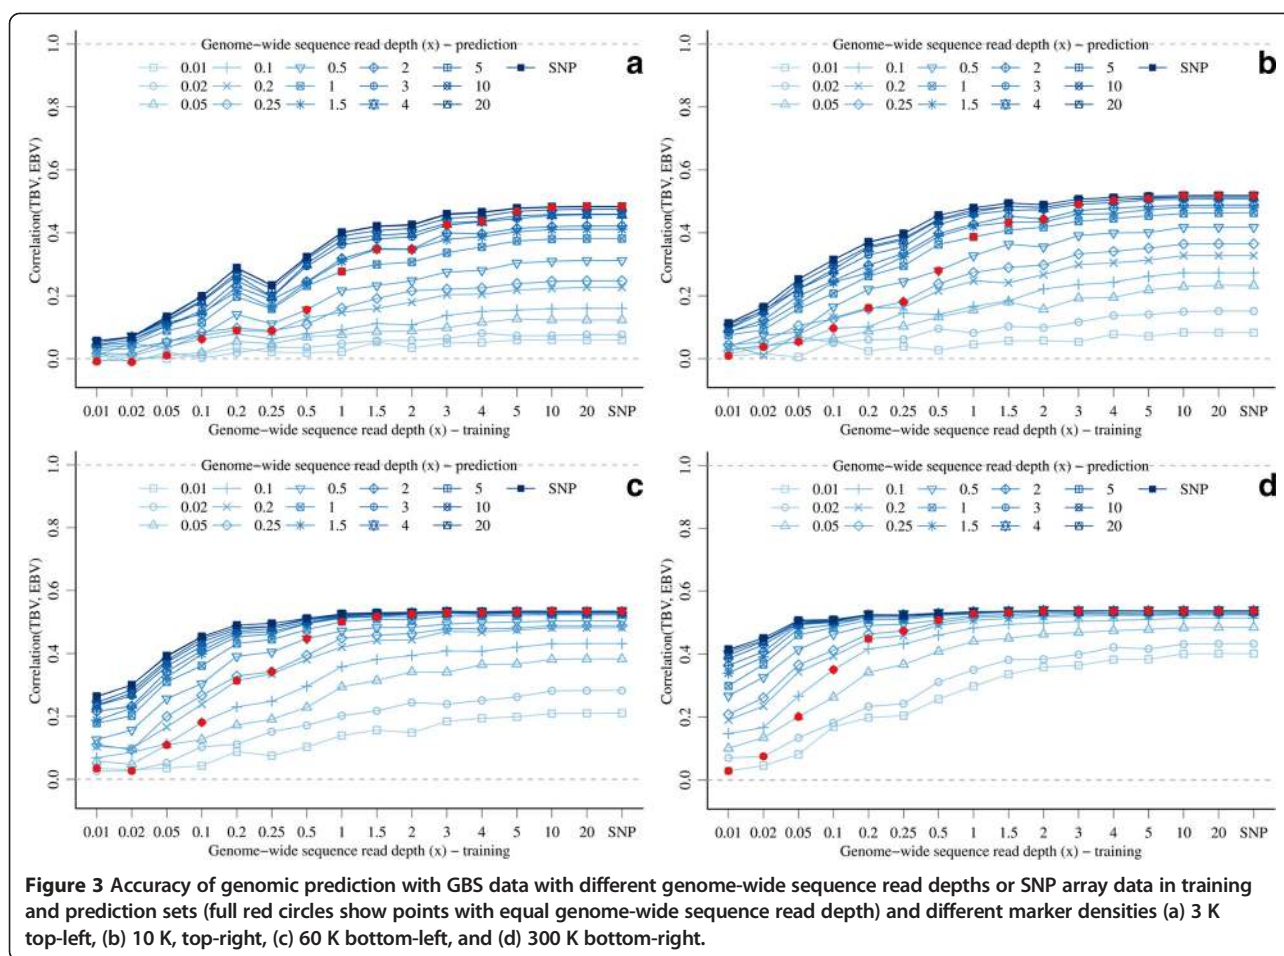 Genome-wide sequence read depth (x) - prediction
0.01 0.1 0.5 2 5 SNP
0.02 0.2 1 3 10
0.05 0.25 1.5 4 20
a
Correlation(TBV, EBV)
1.0
0.8
0.6
0.4
0.2
0.0
0.01 0.02 0.05 0.1 0.2 0.25 0.5 1 1.5 2 3 4 5 10 20 SNP
Genome-wide sequence read depth (x) - training
Genome-wide sequence read depth (x) - prediction
0.01 0.1 0.5 2 5 SNP
0.02 0.2 1 3 10
0.05 0.25 1.5 4 20
b
Correlation(TBV, EBV)
1.0
0.8
0.6
0.4
0.2
0.0
0.01 0.02 0.05 0.1 0.2 0.25 0.5 1 1.5 2 3 4 5 10 20 SNP
Genome-wide sequence read depth (x) - training
Genome-wide sequence read depth (x) - prediction
0.01 0.1 0.5 2 5 SNP
0.02 0.2 1 3 10
0.05 0.25 1.5 4 20
c
Correlation(TBV, EBV)
1.0
0.8
0.6
0.4
0.2
0.0
0.01 0.02 0.05 0.1 0.2 0.25 0.5 1 1.5 2 3 4 5 10 20 SNP
Genome-wide sequence read depth (x) - training
Genome-wide sequence read depth (x) - prediction
0.01 0.1 0.5 2 5 SNP
0.02 0.2 1 3 10
0.05 0.25 1.5 4 20
d
Correlation(TBV, EBV)
1.0
0.8
0.6
0.4
0.2
0.0
0.01 0.02 0.05 0.1 0.2 0.25 0.5 1 1.5 2 3 4 5 10 20 SNP
Genome-wide sequence read depth (x) - training
Figure 3 Accuracy of genomic prediction with GBS data with different genome-wide sequence read depths or SNP array data in training
and prediction sets (full red circles show points with equal genome-wide sequence read depth) and different marker densities (a) 3 K
top-left, (b) 10 K, top-right, (c) 60 K bottom-left, and (d) 300 K bottom-right.